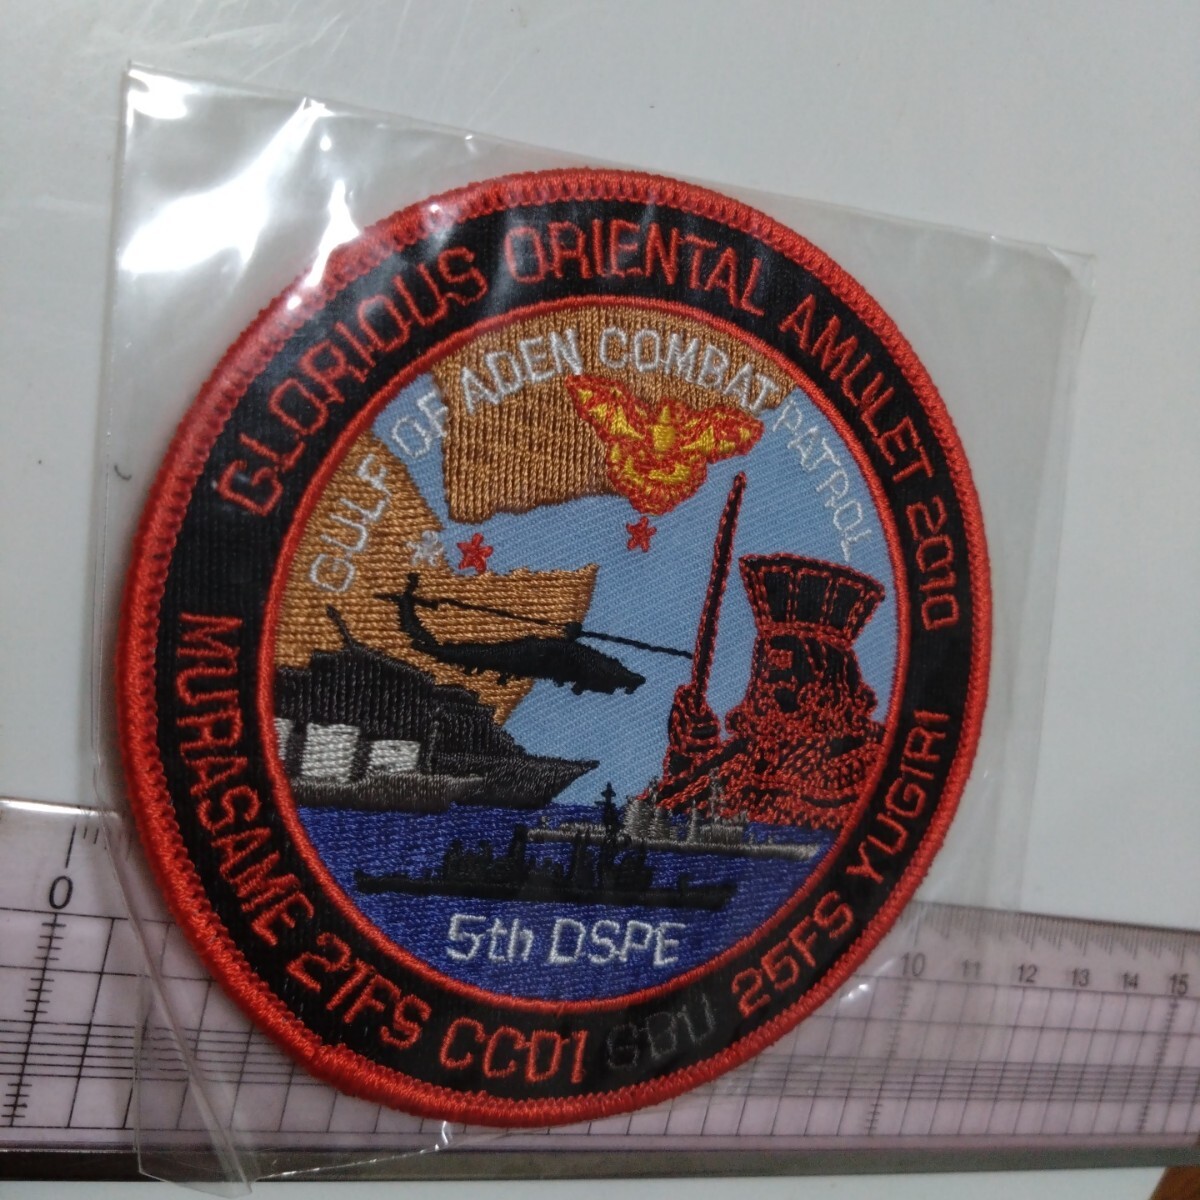 GLORIOUS ORIENTAL AMULET 2010
GULF OF ADEN COMBAT PATROL
5th DSPE
MURASAME 21FS CCD1 SBU 25FS YUGIRI
0
10 11 12 13 14 15